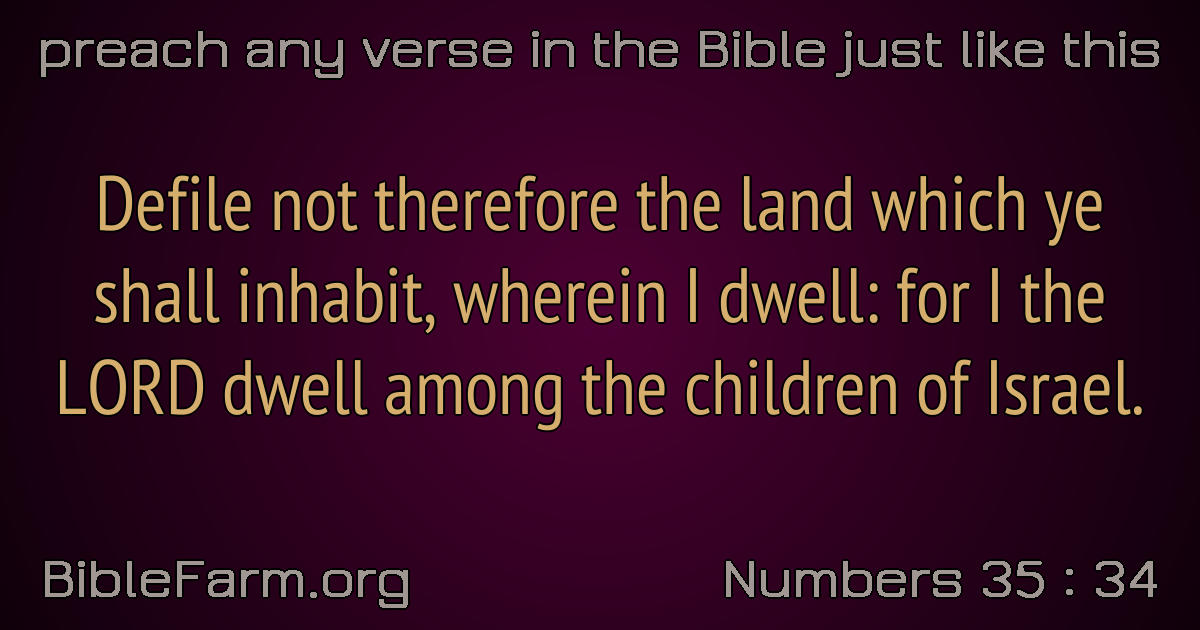 preach any verse in the Bible just like this
Defile not therefore the land which ye
shall inhabit, wherein I dwell: for I the
LORD dwell among the children of Israel.
BibleFarm.org
Numbers 35 : 34